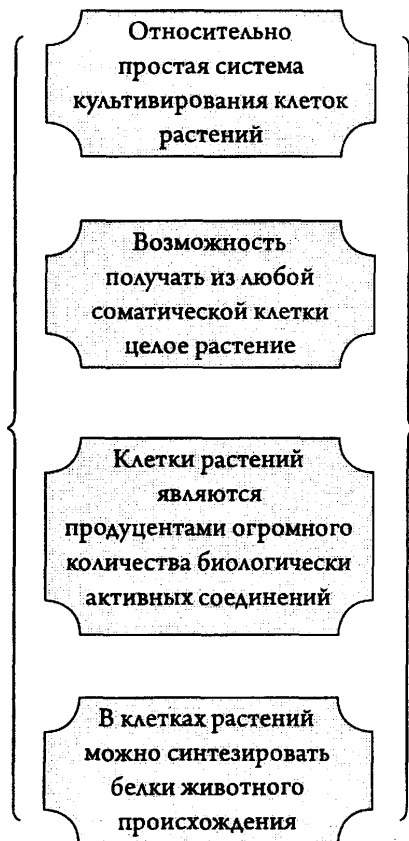 Относительно
простая система
культивирования клеток
растений
Возможность
получать из любой
соматической клетки
целое растение
Клетки растений
являются
продуцентами огромного
количества биологически
активных соединений
В клетках растений
можно синтезировать
белки животного
происхождения